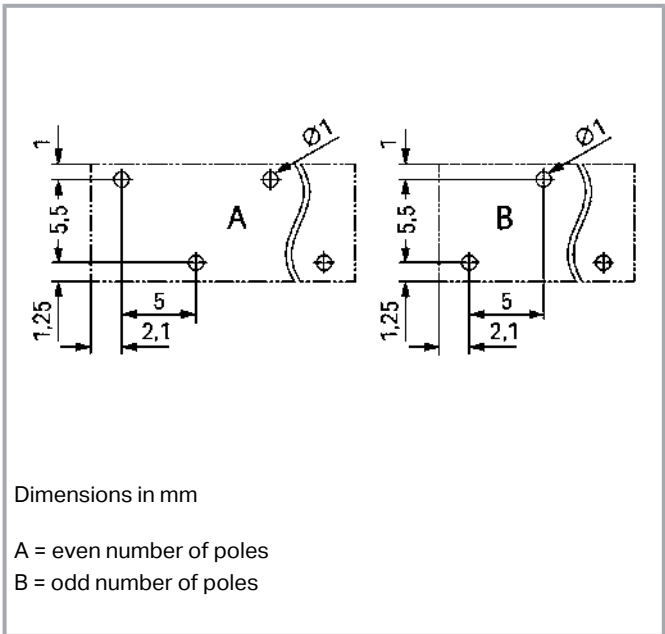 1
5,5
1,25
A
Ø1
5
2,1
1
5,5
1,25
B
Ø1
5
2,1
Dimensions in mm
A = even number of poles
B = odd number of poles